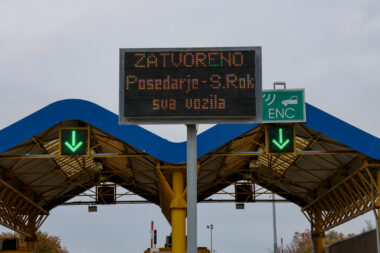 ZATVORENO
Posedarje-S.Rok
sva vozila
ENC